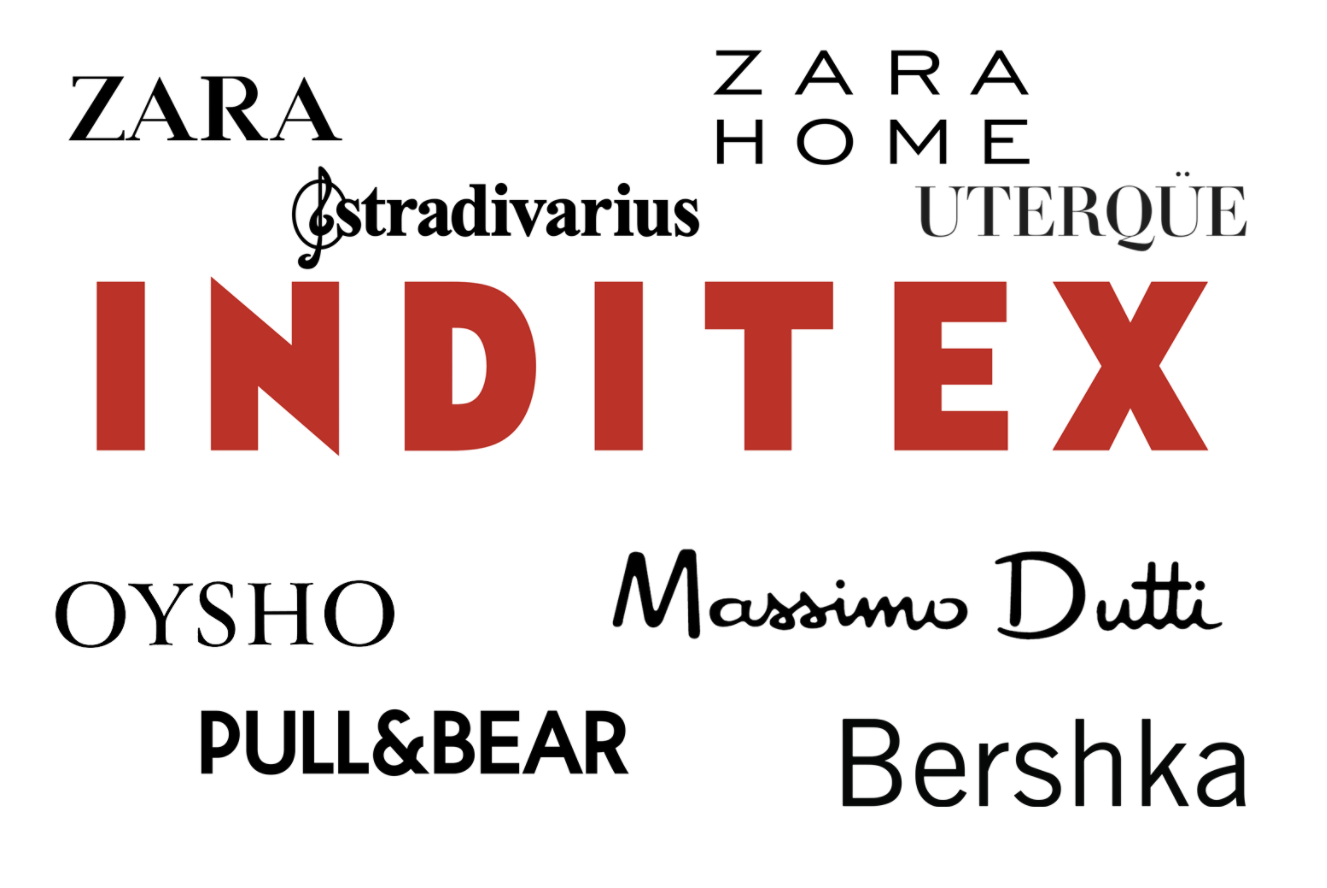 ZARA
ZARA
HOME
stradivarius
UTERQÜE
INDITEX
OYSHO
Massimo Dutti
PULL&BEAR
Bershka